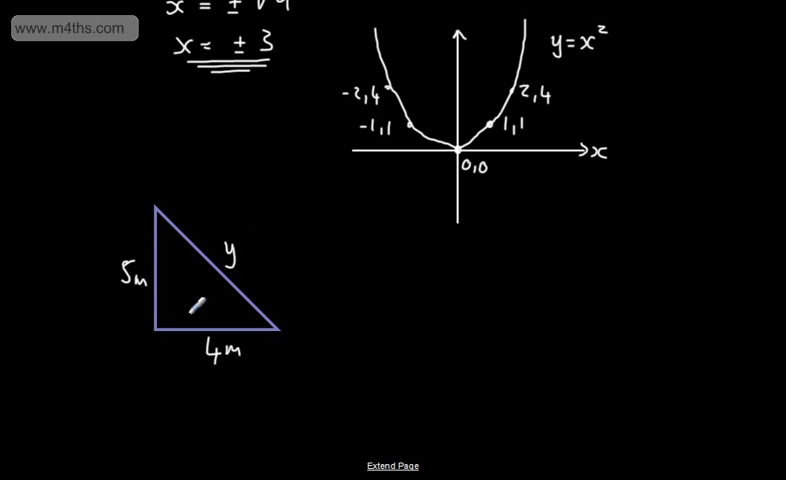 x = ± √9
www.m4ths.com
x = ± 3
y = x²
-2,4
2,4
-1,1
1,1
x
0,0
y
5m
4m
Extend Page